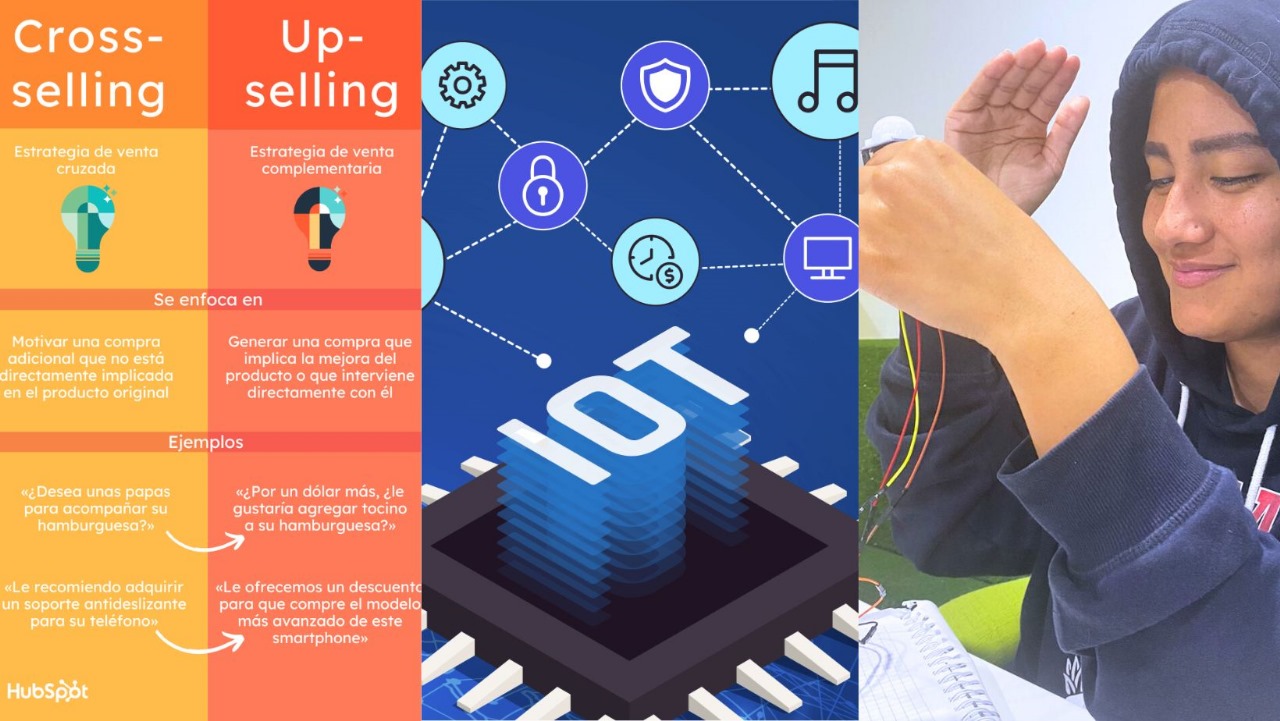 Cross-
selling
Up-
selling
Estrategia de venta
cruzada
Estrategia de venta
complementaria
Se enfoca en
Motivar una compra
adicional que no está
directamente implicada
en el producto original
Generar una compra que
implica la mejora del
producto o que interviene
directamente con él
Ejemplos
«¿Desea unas papas
para acompañar su
hamburguesa?»
«¿Por un dólar más, ¿le
gustaría agregar tocino
a su hamburguesa?»
«Le recomiendo adquirir
un soporte antideslizante
para su teléfono»
«Le ofrecemos un descuento
para que compre el modelo
más avanzado de este
smartphone»
HubSpot
IOT